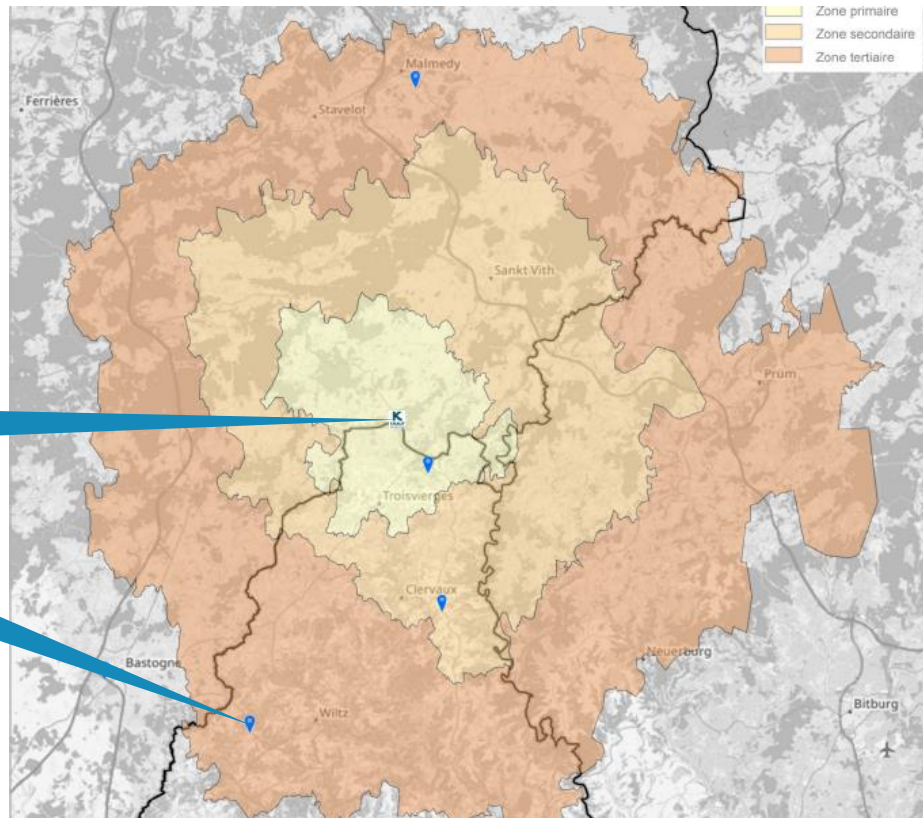 Zone primaire
Zone secondaire
Zone tertiaire
Malmedy
Ferrières
Stavelot
Sankt Vith
Prüm
K
Troisvierges
Clervaux
Neuerburg
Bastogne
Bitburg
Wiltz